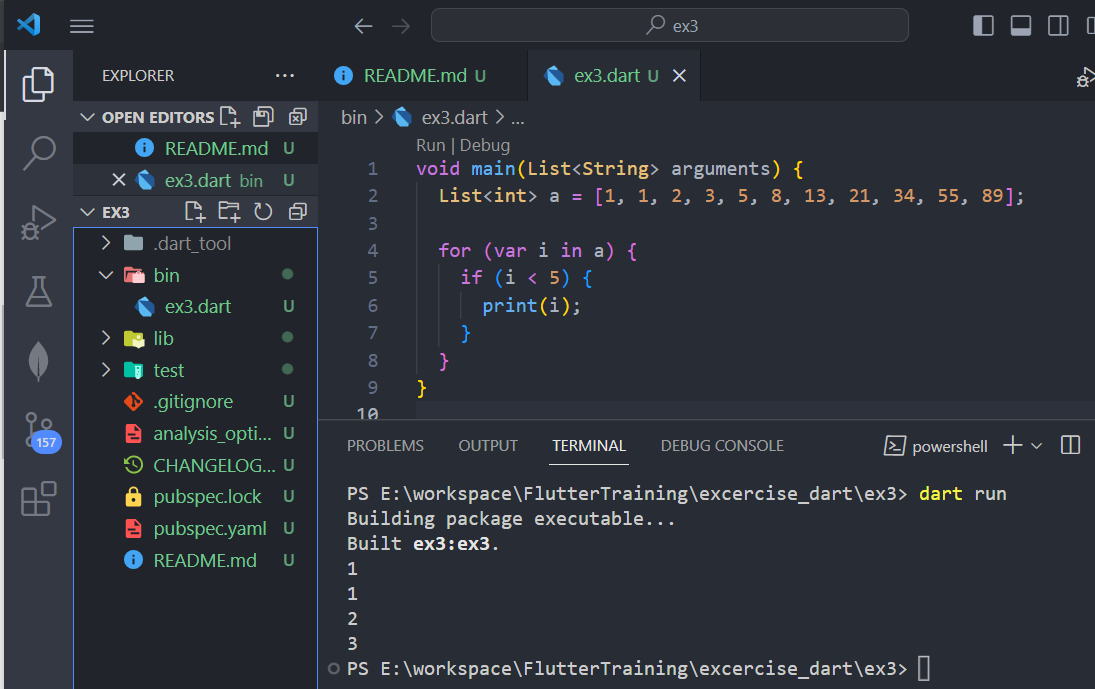 ex3
EXPLORER ...
OPEN EDITORS
README.md U
ex3.dart bin U
EX3
.dart_tool
bin
ex3.dart U
lib
test
.gitignore U
analysis_opti... U
CHANGELOG... U
pubspec.lock U
pubspec.yaml U
README.md U
157
README.md U
ex3.dart U
bin > ex3.dart > ...
Run | Debug
1 void main(List<String> arguments) {
2 List<int> a = [1, 1, 2, 3, 5, 8, 13, 21, 34, 55, 89];
3
4 for (var i in a) {
5 if (i < 5) {
6 print(i);
7 }
8 }
9 }
10
PROBLEMS OUTPUT TERMINAL DEBUG CONSOLE powershell
PS E:\workspace\FlutterTraining\excercise_dart\ex3> dart run
Building package executable...
Built ex3:ex3.
1
1
2
3
PS E:\workspace\FlutterTraining\excercise_dart\ex3>